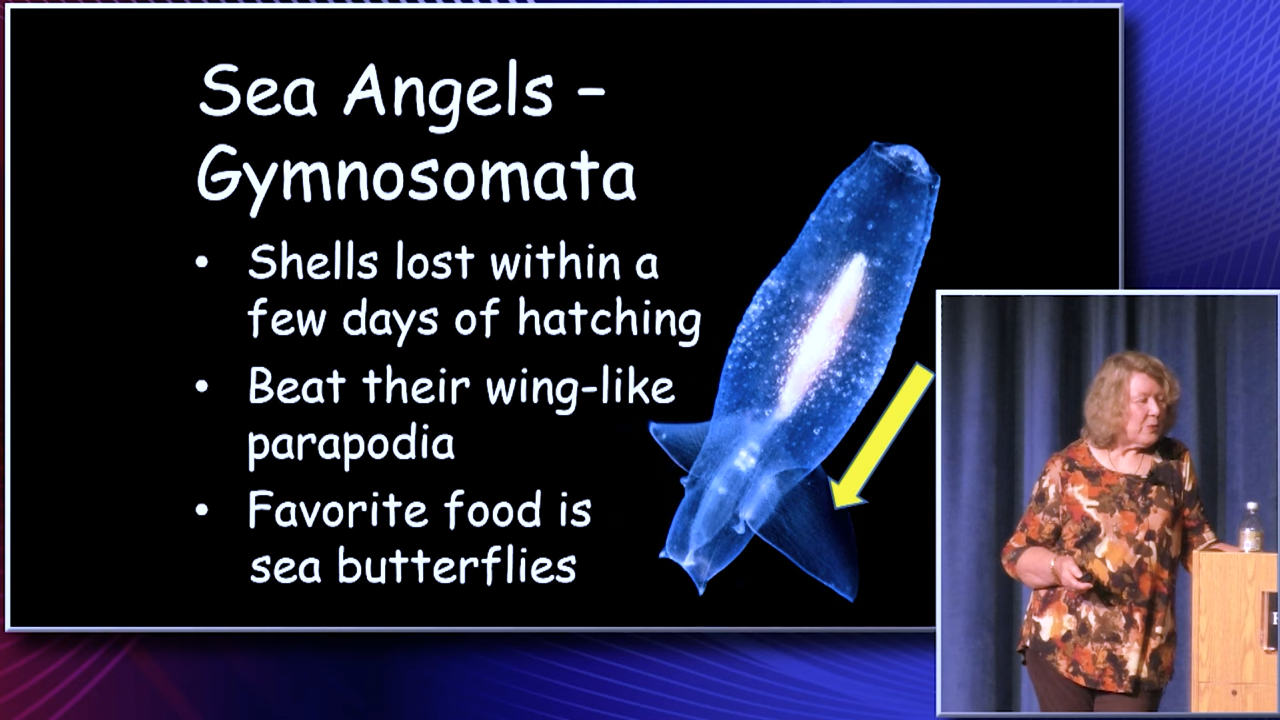 Sea Angels –
Gymnosomata
• Shells lost within a
few days of hatching
• Beat their wing-like
parapodia
• Favorite food is
sea butterflies